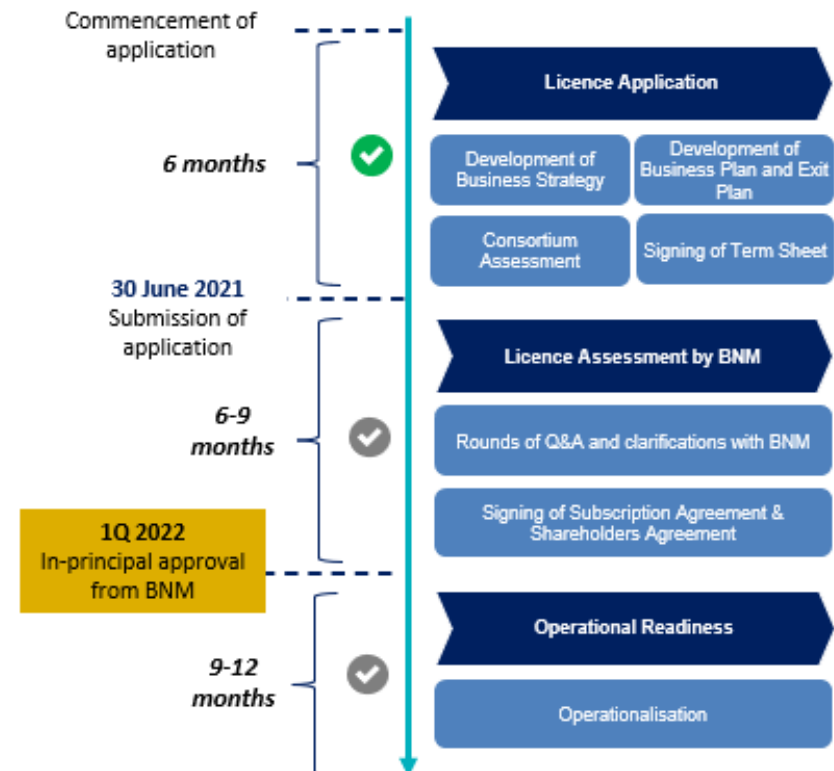 Commencement of
application
6 months
Licence Application
Development of
Business Strategy
Development of
Business Plan and Exit
Plan
Consortium
Assessment
Signing of Term Sheet
30 June 2021
Submission of
application
6-9
months
Licence Assessment by BNM
Rounds of Q&A and clarifications with BNM
Signing of Subscription Agreement &
Shareholders Agreement
1Q 2022
In-principal approval
from BNM
9-12
months
Operational Readiness
Operationalisation